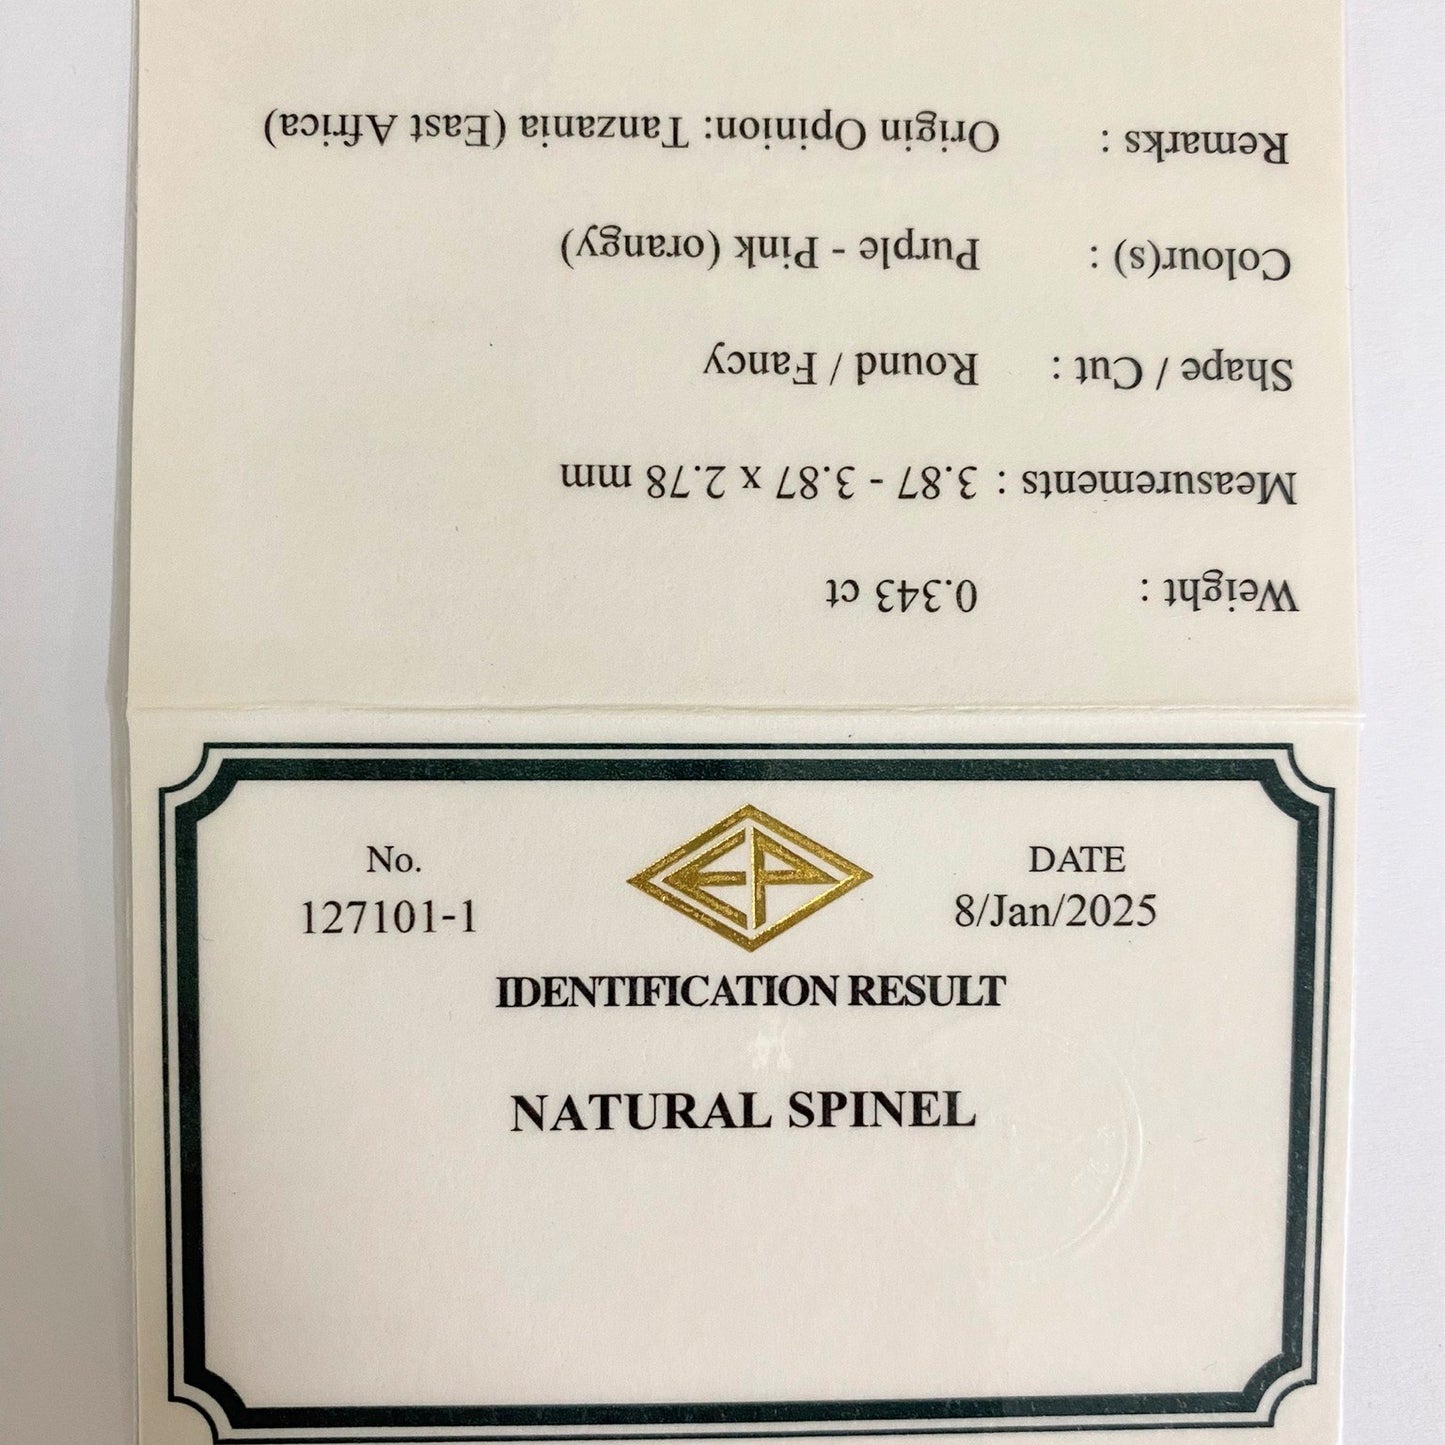 Weight : 0.343 ct
Measurements : 3.87 - 3.87 x 2.78 mm
Shape / Cut : Round / Fancy
Colour(s) : Purple - Pink (orangy)
Remarks : Origin Opinion: Tanzania (East Africa)
No. DATE
127101-1 8/Jan/2025
EP
IDENTIFICATION RESULT
NATURAL SPINEL